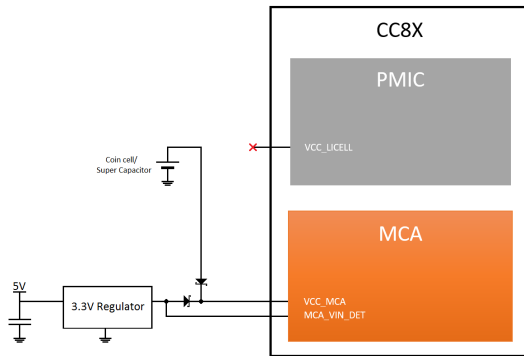 CC8X
PMIC
VCC_LICELL
Coin cell/
Super Capacitor
MCA
5V
3.3V Regulator
VCC_MCA
MCA_VIN_DET